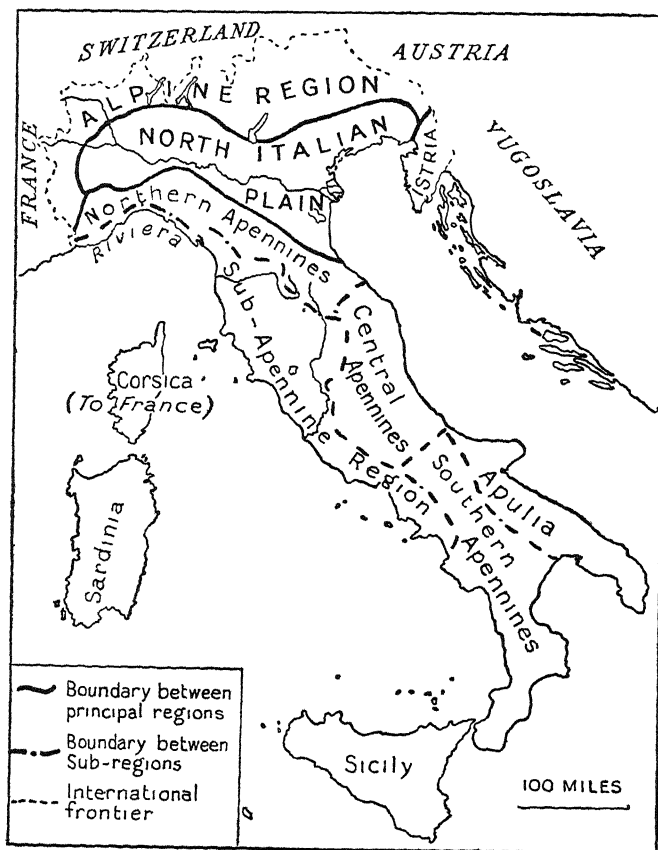 SWITZERLAND
AUSTRIA
ALPINE REGION
FRANCE
NORTH ITALIAN
PLAIN
ISTRIA
YUGOSLAVIA
Northern Apennines
Riviera
Sub-Apennine
Region
Central
Apennines
Corsica
(To France)
Sardinia
Southern
Apennines
Apulia
Sicily
Boundary between
principal regions
Boundary between
Sub-regions
International
frontier
100 MILES